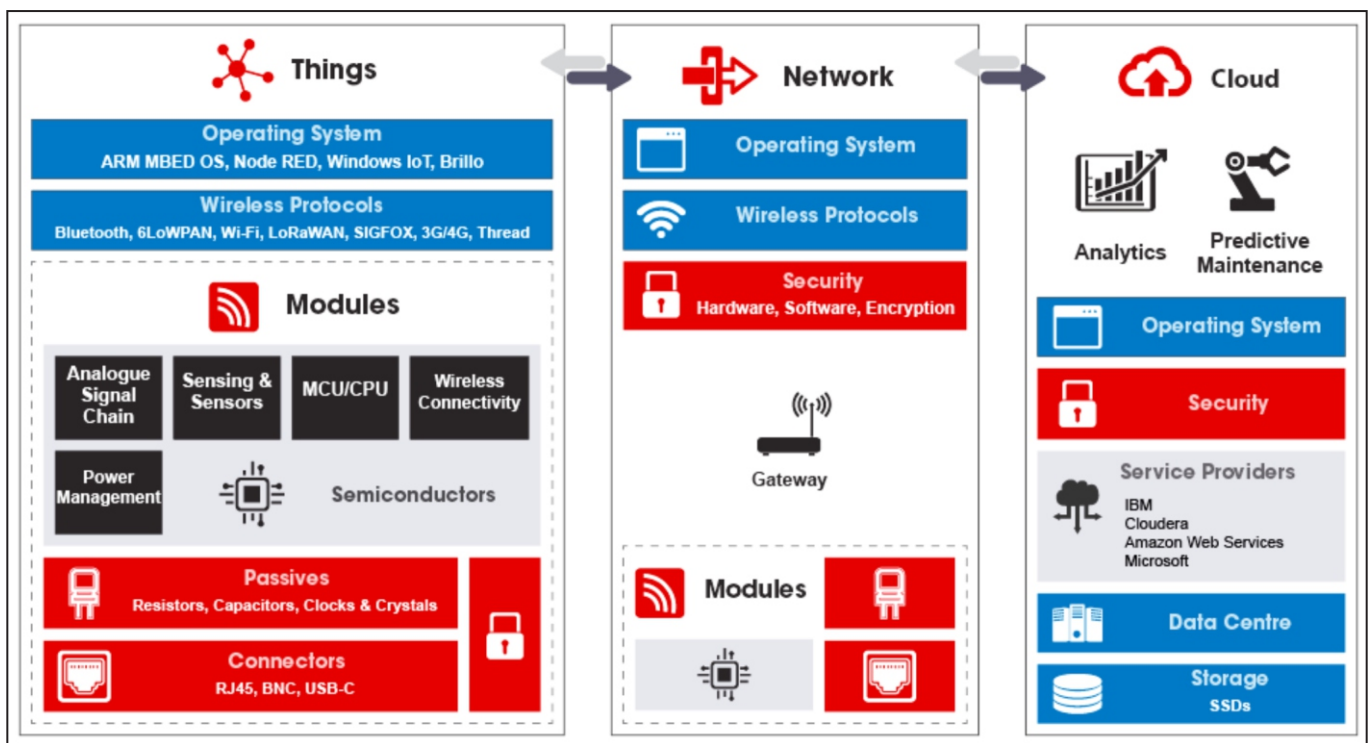 Things
Operating System
ARM MBED OS, Node RED, Windows IoT, Brillo
Wireless Protocols
Bluetooth, 6LoWPAN, Wi-Fi, LoRaWAN, SIGFOX, 3G/4G, Thread
Modules
Analogue
Signal
Chain
Sensing &
Sensors
MCU/CPU
Wireless
Connectivity
Power
Management
Semiconductors
Passives
Resistors, Capacitors, Clocks & Crystals
Connectors
RJ45, BNC, USB-C
Network
Operating System
Wireless Protocols
Security
Hardware, Software, Encryption
Gateway
Modules
Cloud
Analytics
Predictive
Maintenance
Operating System
Security
Service Providers
IBM
Cloudera
Amazon Web Services
Microsoft
Data Centre
Storage
SSDs